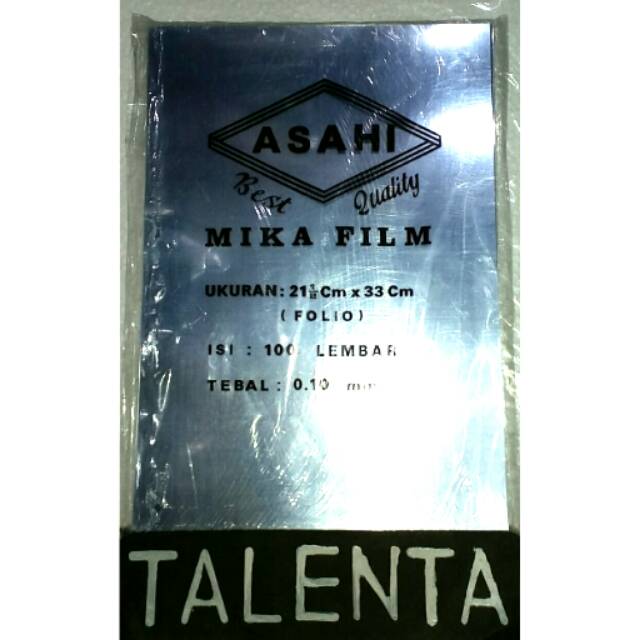 ASAHI
Best Quality
MIKA FILM
UKURAN: 21½ Cm x 33 Cm
( FOLIO )
ISI : 100 LEMBAR
TEBAL : 0.10 mm
TALENTA